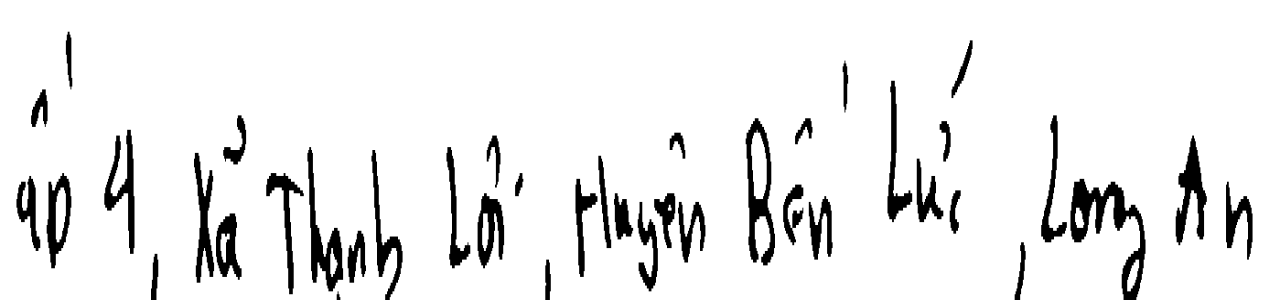 ấp 4, Xã Thạnh Lợi, Huyện Bến Lức, Long An